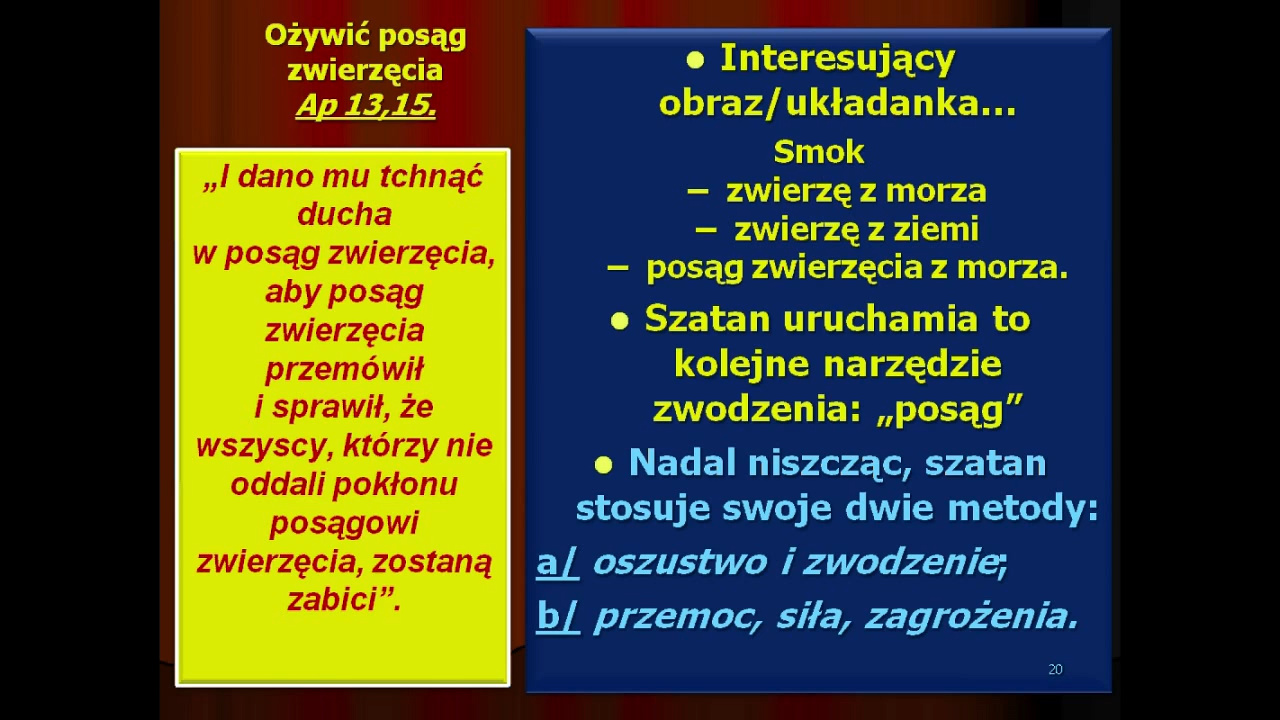 Ożywić posąg
zwierzęcia
Ap 13,15.
„I dano mu tchnąć
ducha
w posąg zwierzęcia,
aby posąg
zwierzęcia
przemówił
i sprawił, że
wszyscy, którzy nie
oddali pokłonu
posągowi
zwierzęcia, zostaną
zabici”.
● Interesujący
obraz/układanka...
Smok
– zwierzę z morza
– zwierzę z ziemi
– posąg zwierzęcia z morza.
● Szatan uruchamia to
kolejne narzędzie
zwodzenia: „posąg”
● Nadal niszcząc, szatan
stosuje swoje dwie metody:
a/ oszustwo i zwodzenie;
b/ przemoc, siła, zagrożenia.
20